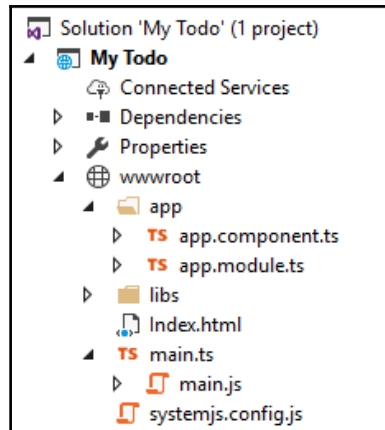 Solution 'My Todo' (1 project)
My Todo
Connected Services
Dependencies
Properties
wwwroot
app
TS app.component.ts
TS app.module.ts
libs
Index.html
TS main.ts
main.js
systemjs.config.js